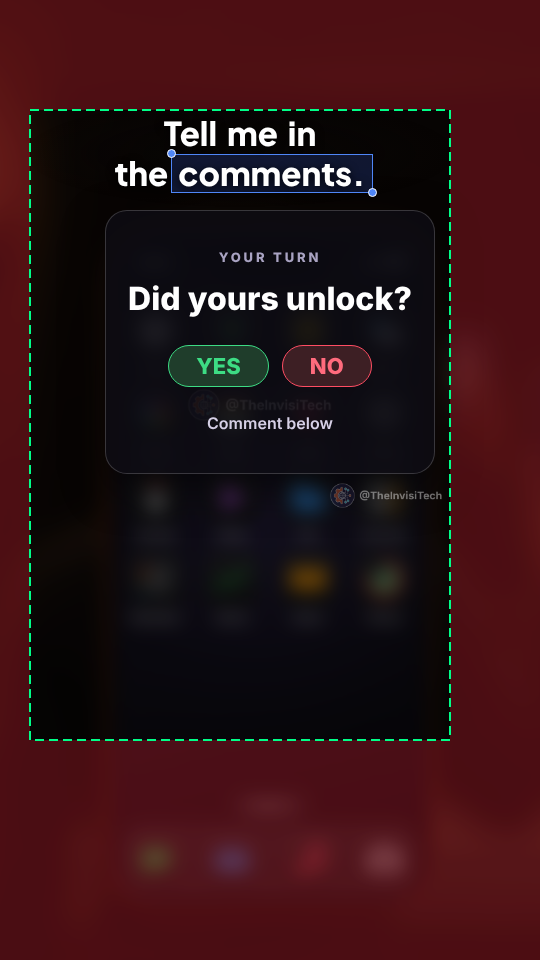 Tell me in
the comments.
YOUR TURN
Did yours unlock?
YES
NO
@TheInvisiTech
Comment below
@TheInvisiTech